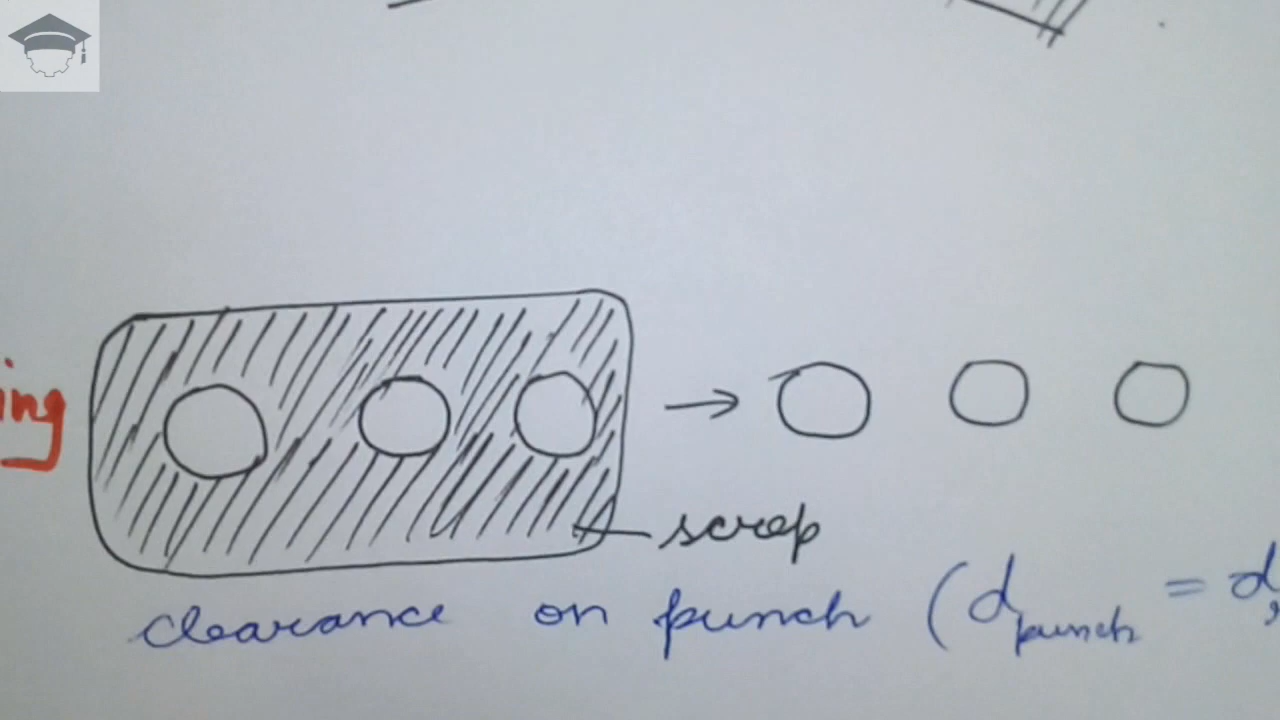 ing
scrap
clearance on punch (d punch = d